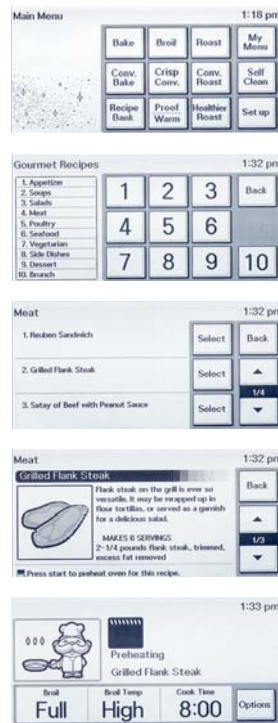 Main Menu 1:18 pm
Bake Broil Roast My Menu
Conv. Bake Crisp Conv. Conv. Roast Self Clean
Recipe Bank Proof Warm Healthier Roast Set up
Gourmet Recipes 1:32 pm
1. Appetizer
2. Soups
3. Salads
4. Meat
5. Poultry
6. Seafood
7. Vegetarian
8. Side Dishes
9. Dessert
10. Brunch
1 2 3 Back
4 5 6
7 8 9 10
Meat 1:32 pm
1. Reuben Sandwich Select Back
2. Grilled Flank Steak Select
1/4
3. Satay of Beef with Peanut Sauce Select
Meat 1:32 pm
Grilled Flank Steak Back
Flank steak on the grill is ever so
versatile. It may be wrapped up in
flour tortillas, or served as a garnish
for a delicious salad.
MAKES 6 SERVINGS
2-1/4 pounds flank steak, trimmed,
excess fat removed
1/3
Press start to preheat oven for this recipe.
1:33 pm
Preheating
Grilled Flank Steak
Broil Broil Temp Cook Time
Full High 8:00 Options